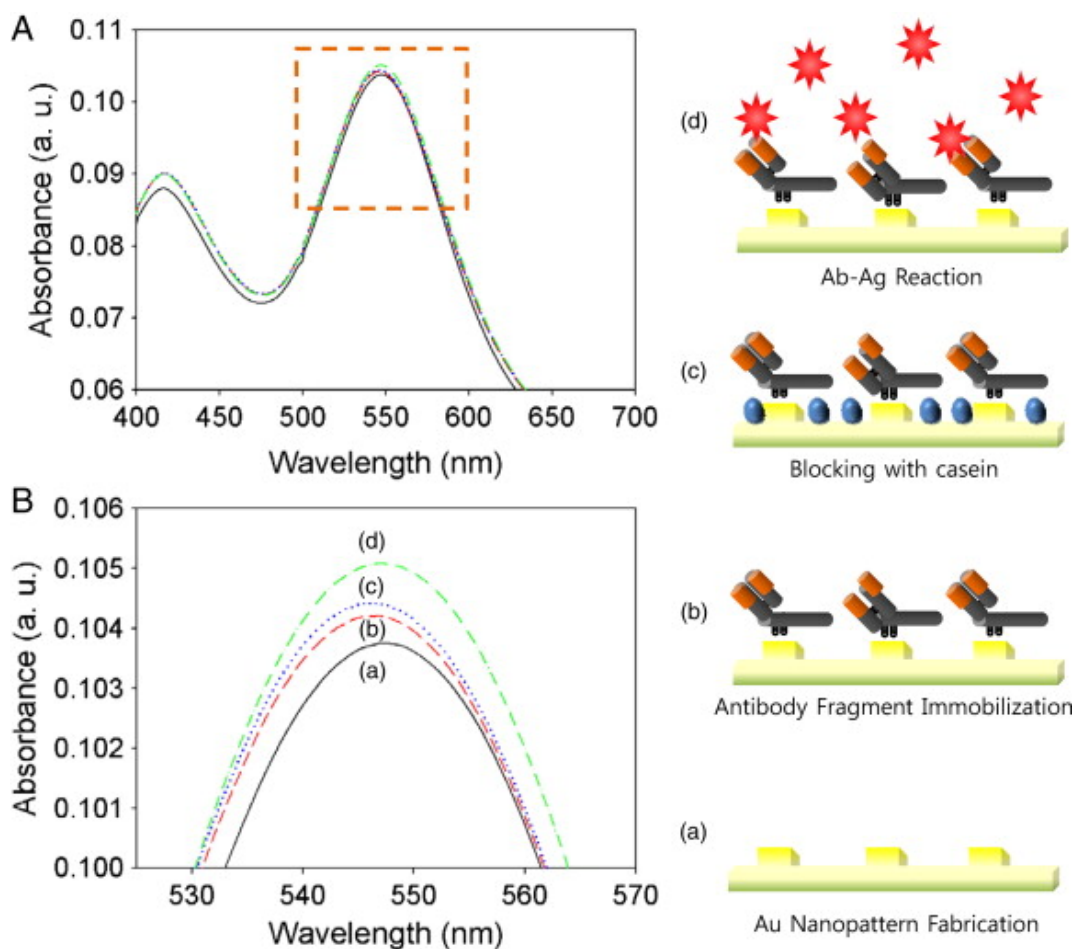 A
0.11
0.10
0.09
0.08
0.07
0.06
Absorbance (a. u.)
400 450 500 550 600 650 700
Wavelength (nm)
B
0.106
0.105
0.104
0.103
0.102
0.101
0.100
Absorbance (a. u.)
(d)
(c)
(b)
(a)
530 540 550 560 570
Wavelength (nm)
(d)
Ab-Ag Reaction
(c)
Blocking with casein
(b)
Antibody Fragment Immobilization
(a)
Au Nanopattern Fabrication